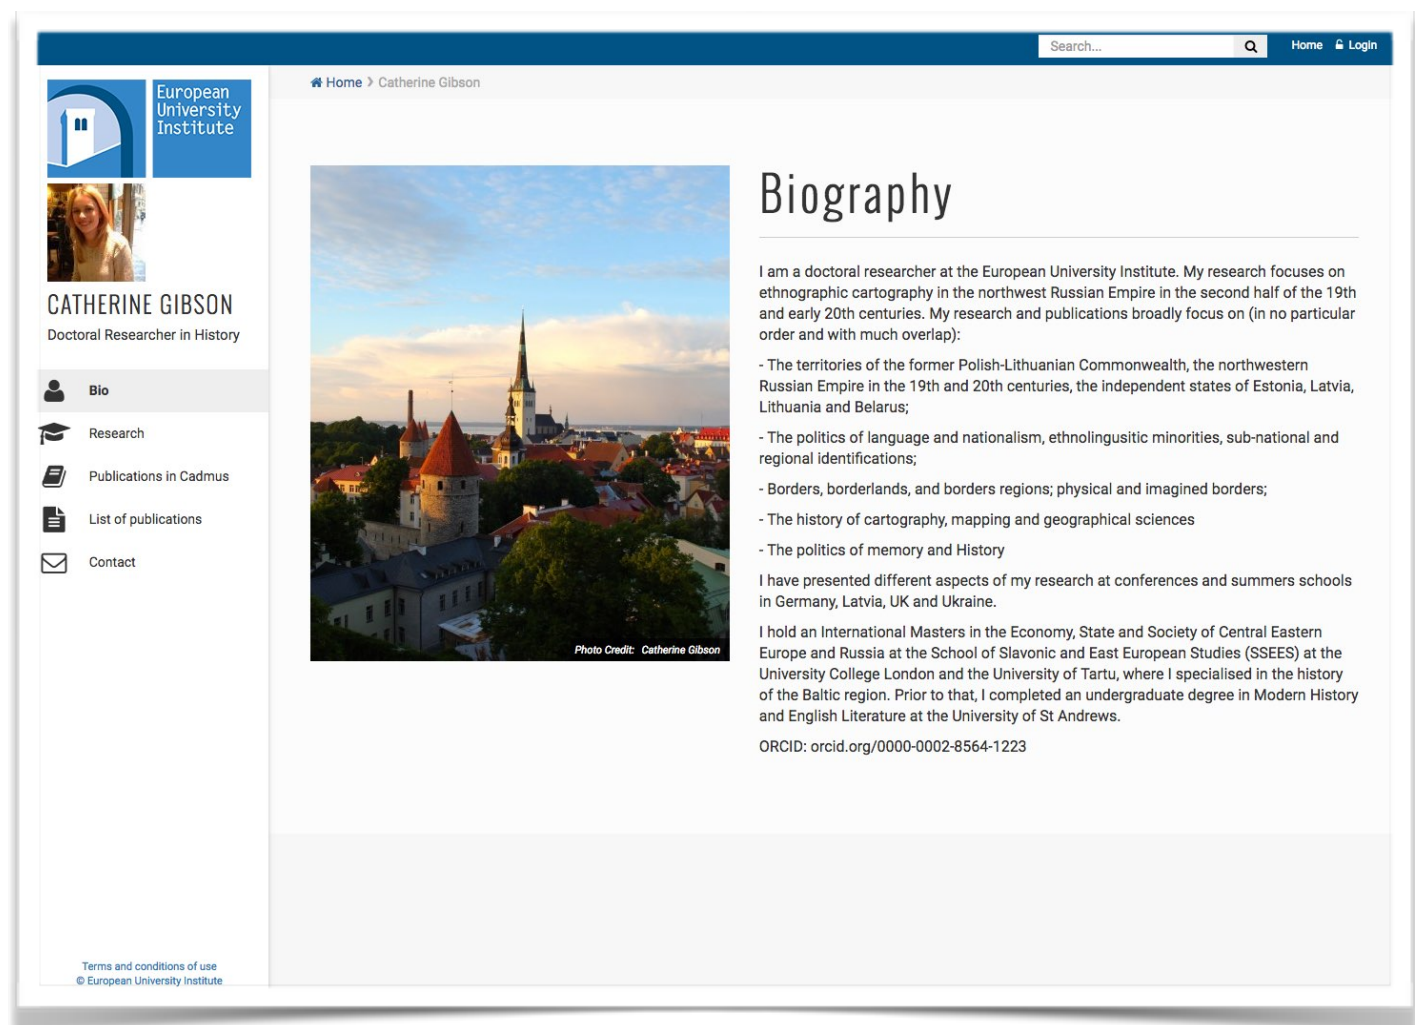 Search...
Home
Login
European
University
Institute
Home > Catherine Gibson
CATHERINE GIBSON
Doctoral Researcher in History
Bio
Research
Publications in Cadmus
List of publications
Contact
Photo Credit: Catherine Gibson
Biography
I am a doctoral researcher at the European University Institute. My research focuses on
ethnographic cartography in the northwest Russian Empire in the second half of the 19th
and early 20th centuries. My research and publications broadly focus on (in no particular
order and with much overlap):
- The territories of the former Polish-Lithuanian Commonwealth, the northwestern
Russian Empire in the 19th and 20th centuries, the independent states of Estonia, Latvia,
Lithuania and Belarus;
- The politics of language and nationalism, ethnolingusitic minorities, sub-national and
regional identifications;
- Borders, borderlands, and borders regions; physical and imagined borders;
- The history of cartography, mapping and geographical sciences
- The politics of memory and History
I have presented different aspects of my research at conferences and summers schools
in Germany, Latvia, UK and Ukraine.
I hold an International Masters in the Economy, State and Society of Central Eastern
Europe and Russia at the School of Slavonic and East European Studies (SSEES) at the
University College London and the University of Tartu, where I specialised in the history
of the Baltic region. Prior to that, I completed an undergraduate degree in Modern History
and English Literature at the University of St Andrews.
ORCID: orcid.org/0000-0002-8564-1223
Terms and conditions of use
© European University Institute